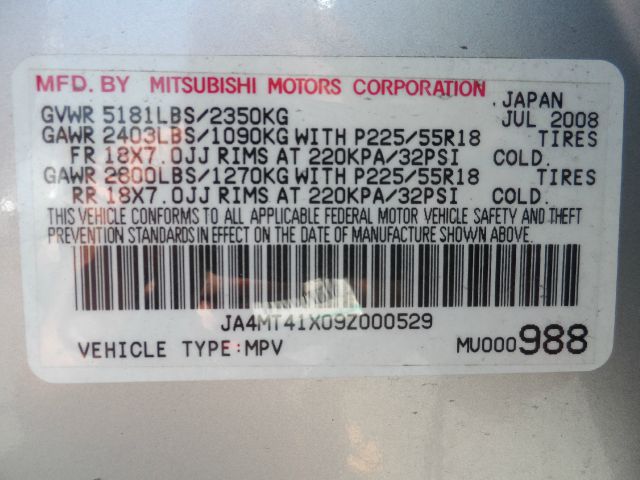 MFD. BY MITSUBISHI MOTORS CORPORATION JAPAN
GVWR 5181LBS/2350KG JUL 2008
GAWR 2403LBS/1090KG WITH P225/55R18 TIRES
FR 18X7.0JJ RIMS AT 220KPA/32PSI COLD.
GAWR 2800LBS/1270KG WITH P225/55R18 TIRES
RR 18X7.0JJ RIMS AT 220KPA/32PSI COLD.
THIS VEHICLE CONFORMS TO ALL APPLICABLE FEDERAL MOTOR VEHICLE SAFETY AND THEFT
PREVENTION STANDARDS IN EFFECT ON THE DATE OF MANUFACTURE SHOWN ABOVE.
JA4MT41X09Z000529
VEHICLE TYPE:MPV MU000988